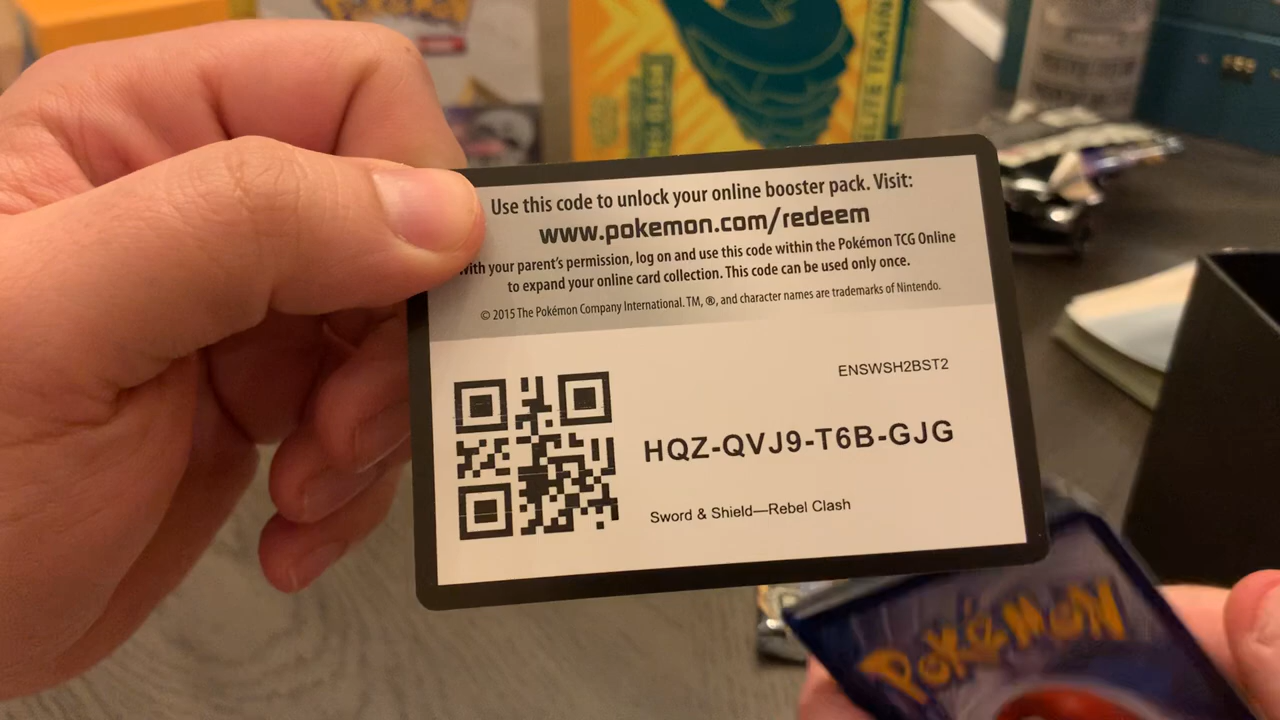 POKéMON
ELITE TRAIN
Use this code to unlock your online booster pack. Visit:
www.pokemon.com/redeem
With your parent's permission, log on and use this code within the Pokémon TCG Online
to expand your online card collection. This code can be used only once.
© 2015 The Pokémon Company International. TM, ®, and character names are trademarks of Nintendo.
ENSWSH2BST2
HQZ-QVJ9-T6B-GJG
Sword & Shield—Rebel Clash
POKéMON